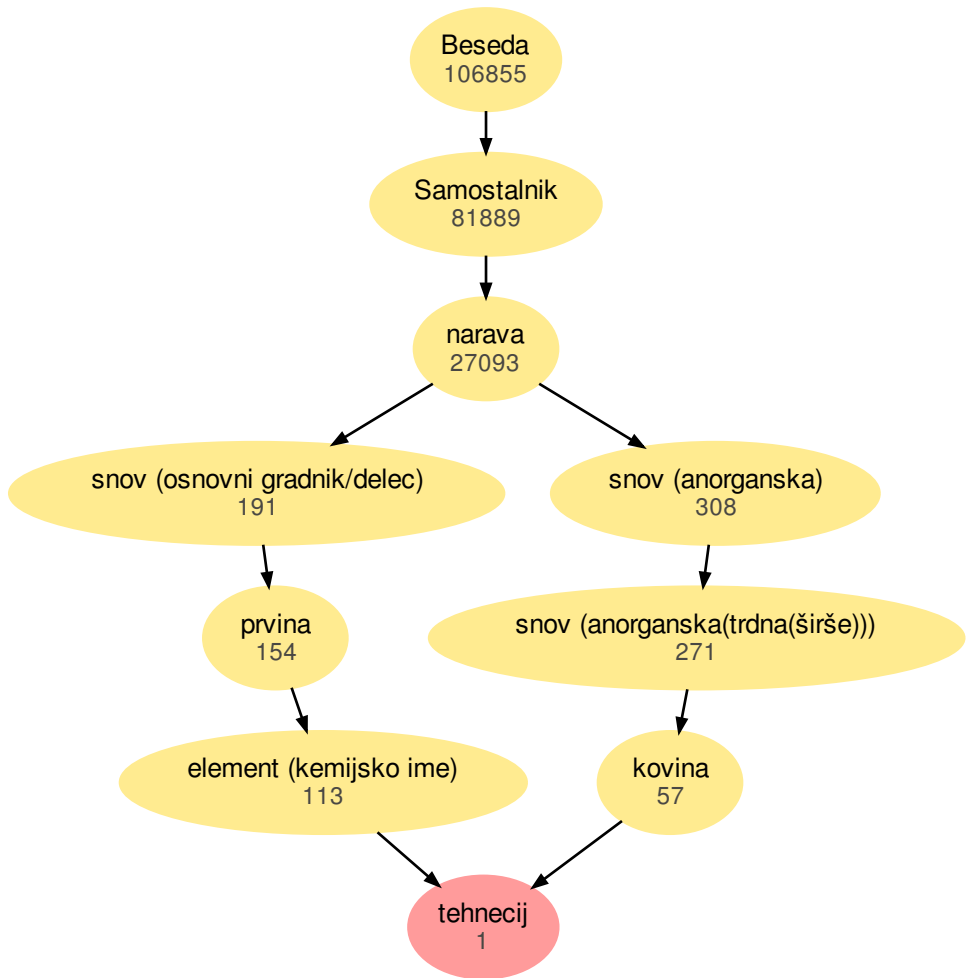 Beseda
106855
Samostalnik
81889
narava
27093
snov (osnovni gradnik/delec)
191
snov (anorganska)
308
prvina
154
snov (anorganska(trdna(širše)))
271
element (kemijsko ime)
113
kovina
57
tehnecij
1